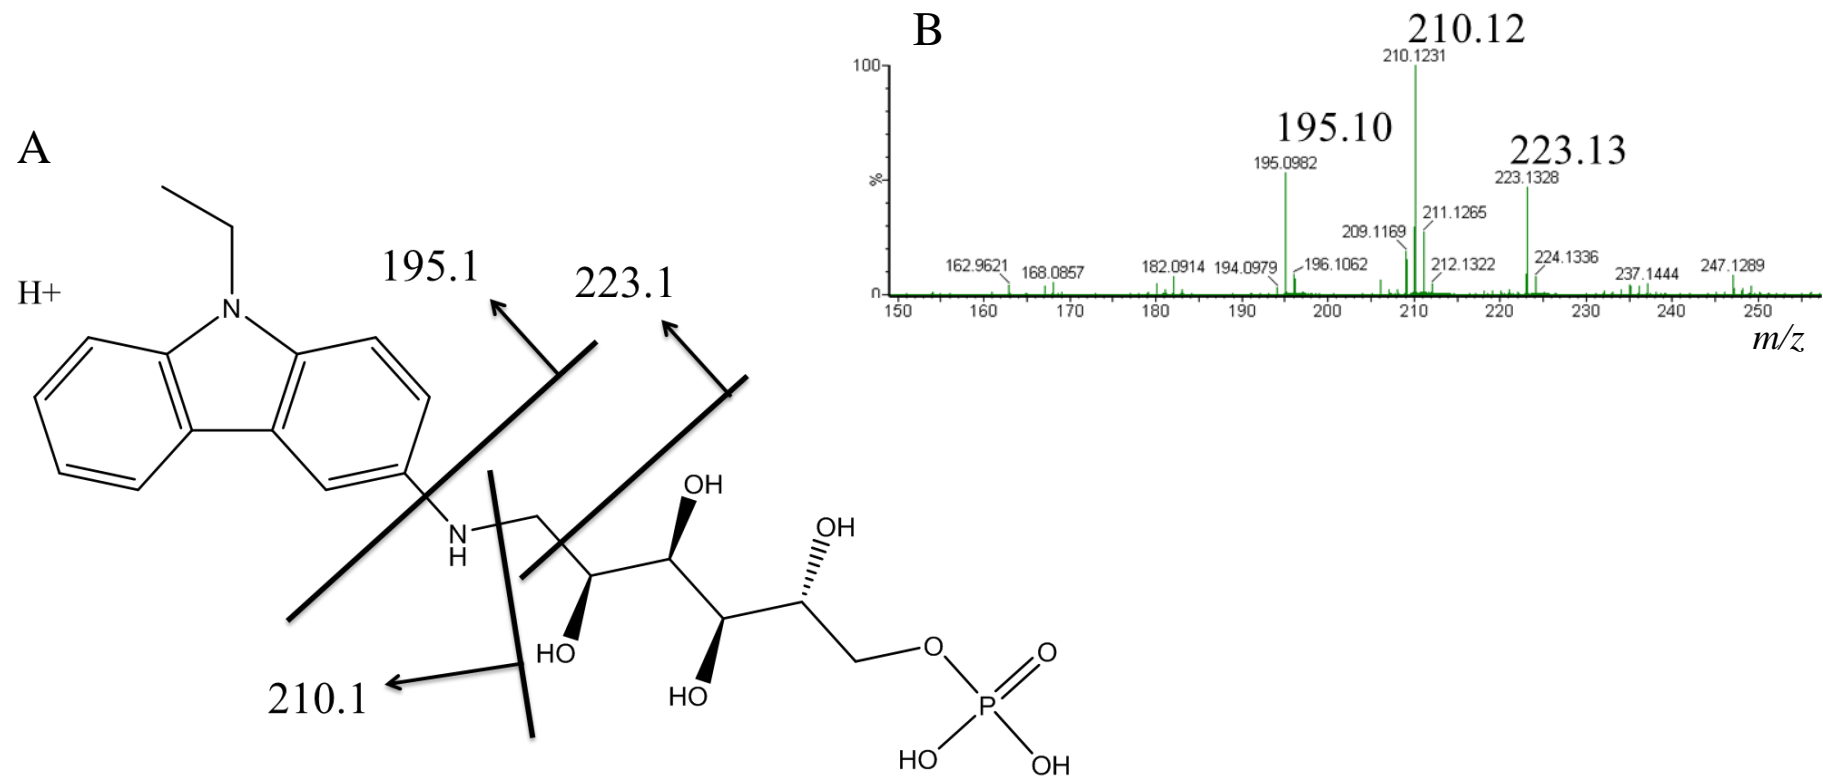 A
H+
N
195.1
223.1
210.1
N
H
OH
OH
HO
HO
O
O
P
HO
OH
B
210.12
195.10
223.13
100
%
0
210.1231
195.0982
223.1328
211.1265
209.1169
162.9621
168.0857
182.0914
194.0979
196.1062
212.1322
224.1336
237.1444
247.1289
150 160 170 180 190 200 210 220 230 240 250
m/z